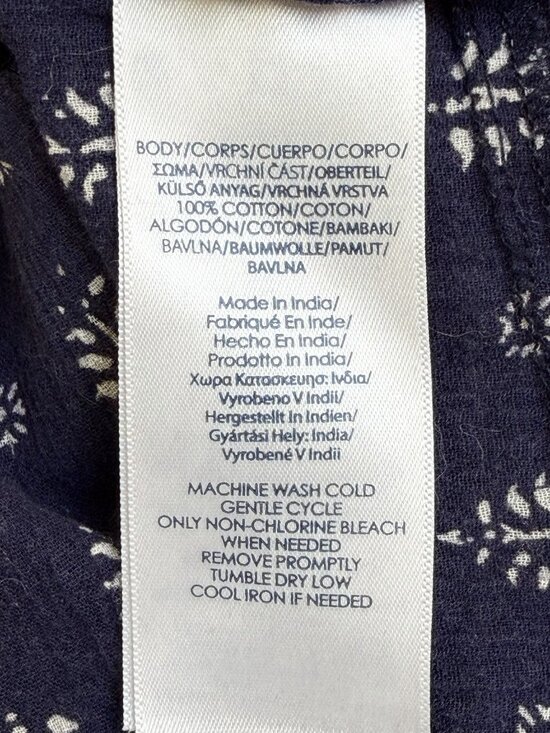 BODY/CORPS/CUERPO/CORPO/
ΣΩΜΑ/VRCHNÍ ČÁST/OBERTEIL/
KÜLSŐ ANYAG/VRCHNÁ VRSTVA
100% COTTON/COTON/
ALGODÓN/COTONE/BAMBAKI/
BAVLNA/BAUMWOLLE/PAMUT/
BAVLNA
Made In India/
Fabriqué En Inde/
Hecho En India/
Prodotto In India/
Χωρα Κατασκευησ: Ινδια/
Vyrobeno V Indii/
Hergestellt In Indien/
Gyártási Hely: India/
Vyrobené V Indii
MACHINE WASH COLD
GENTLE CYCLE
ONLY NON-CHLORINE BLEACH
WHEN NEEDED
REMOVE PROMPTLY
TUMBLE DRY LOW
COOL IRON IF NEEDED